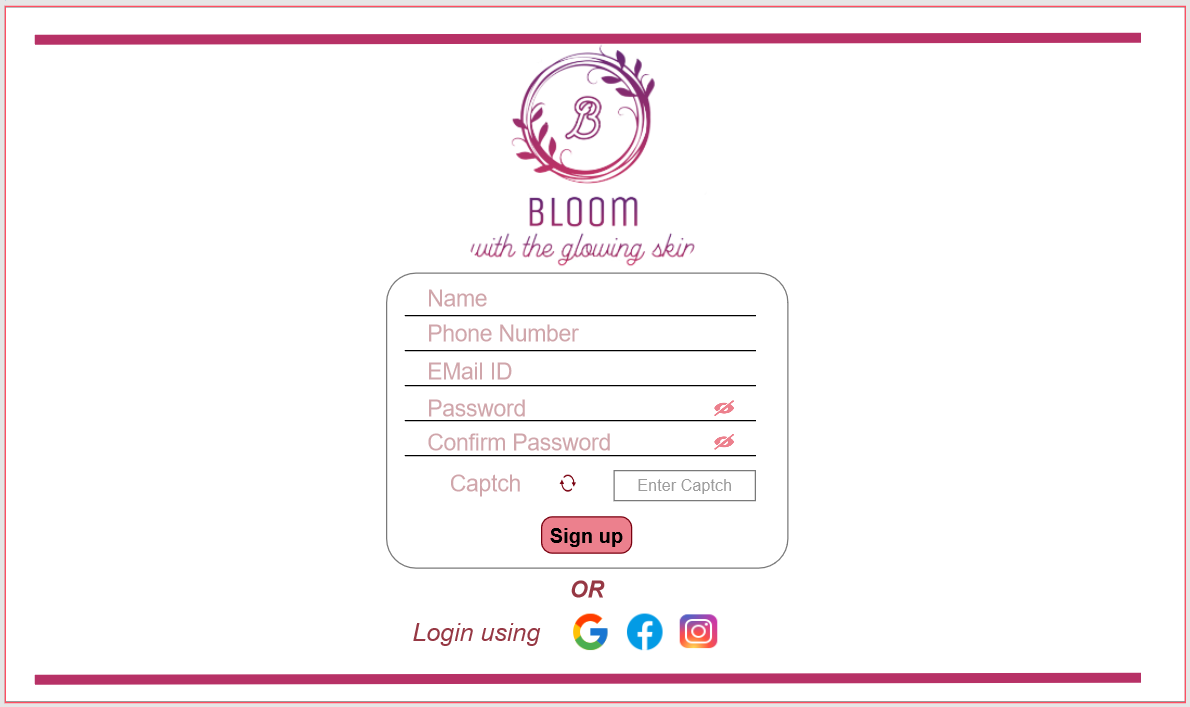 B
BLOOM
with the glowing skin
Name
Phone Number
EMail ID
Password
Confirm Password
Captch
Enter Captch
Sign up
OR
Login using